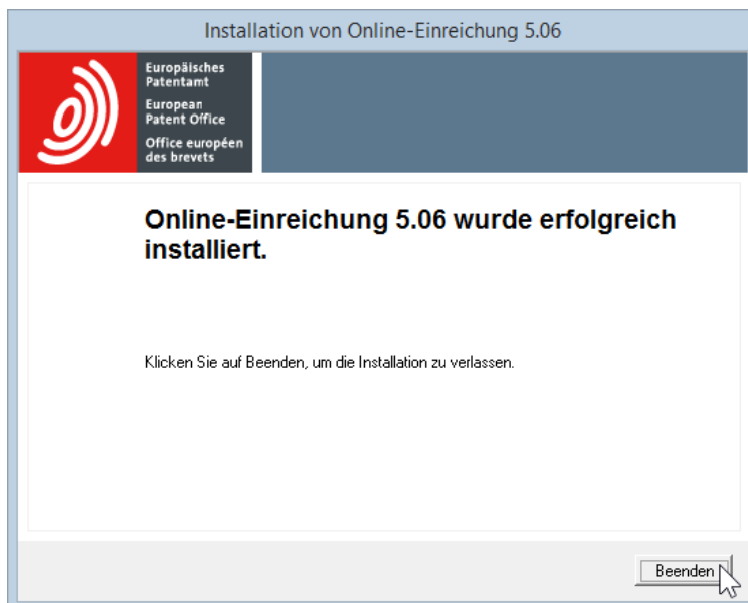 Installation von Online-Einreichung 5.06
Europäisches
Patentamt
European
Patent Office
Office européen
des brevets
Online-Einreichung 5.06 wurde erfolgreich
installiert.
Klicken Sie auf Beenden, um die Installation zu verlassen.
Beenden